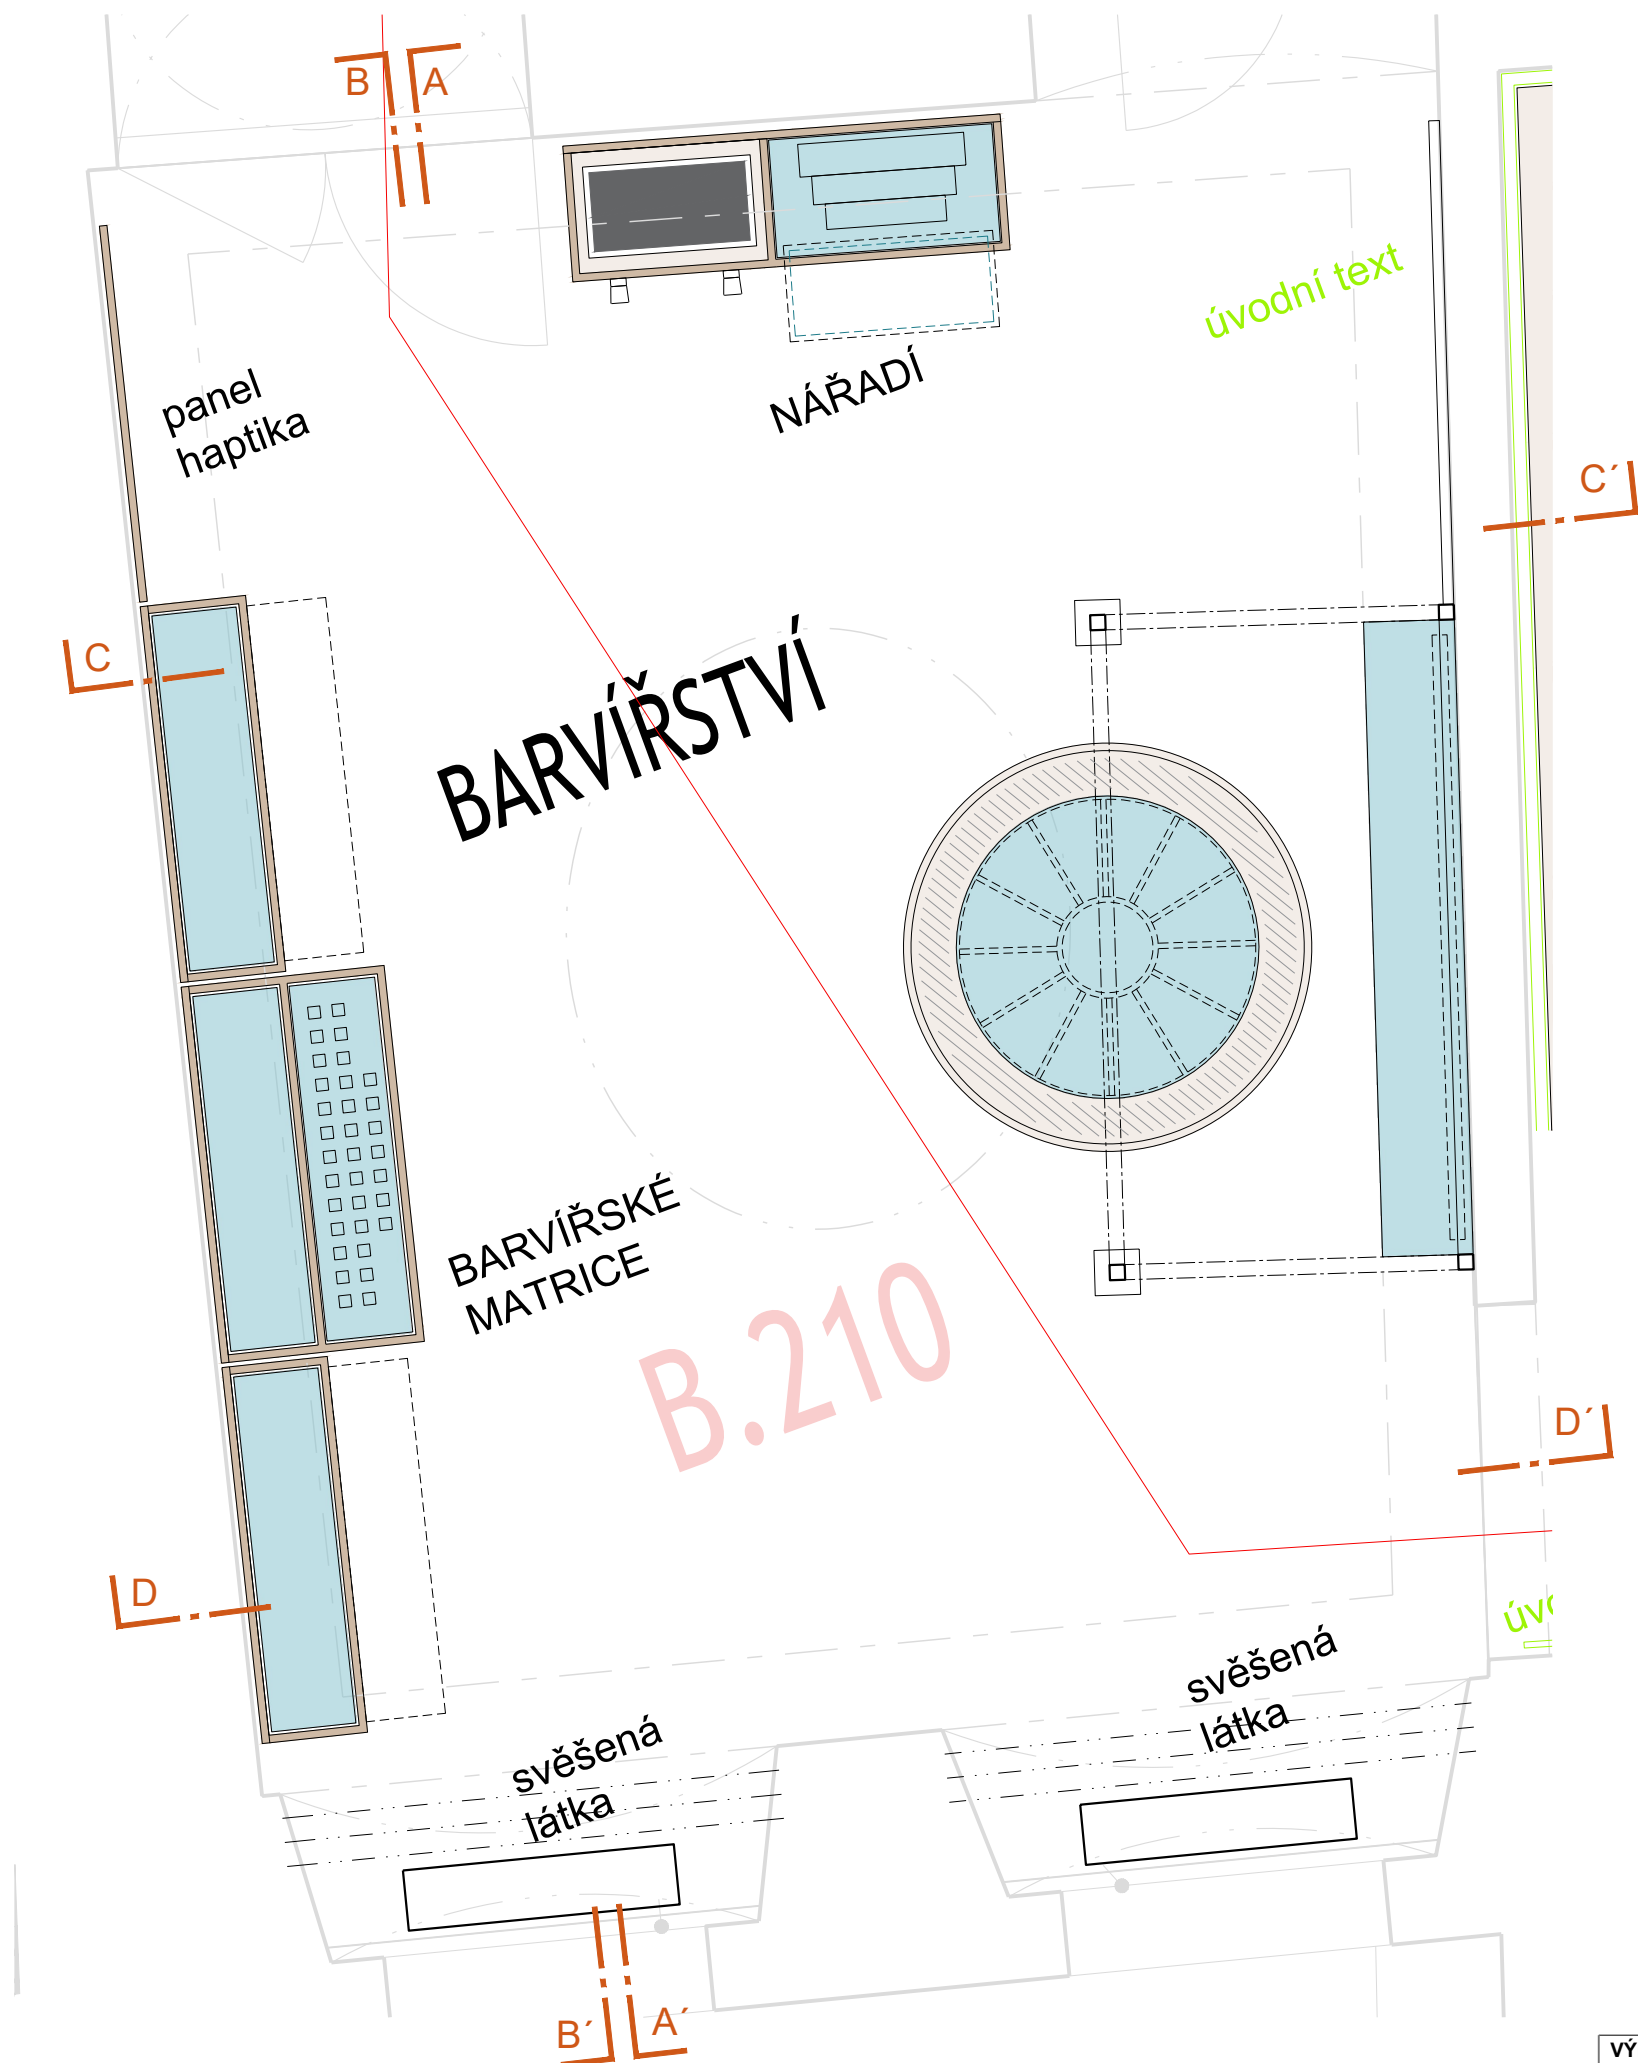 B
A
úvodní text
panel
haptika
NÁŘADÍ
C´
C
BARVÍŘSTVÍ
BARVÍŘSKÉ
MATRICE
B.210
D´
D
svěšená
látka
svěšená
látka
B´
A´